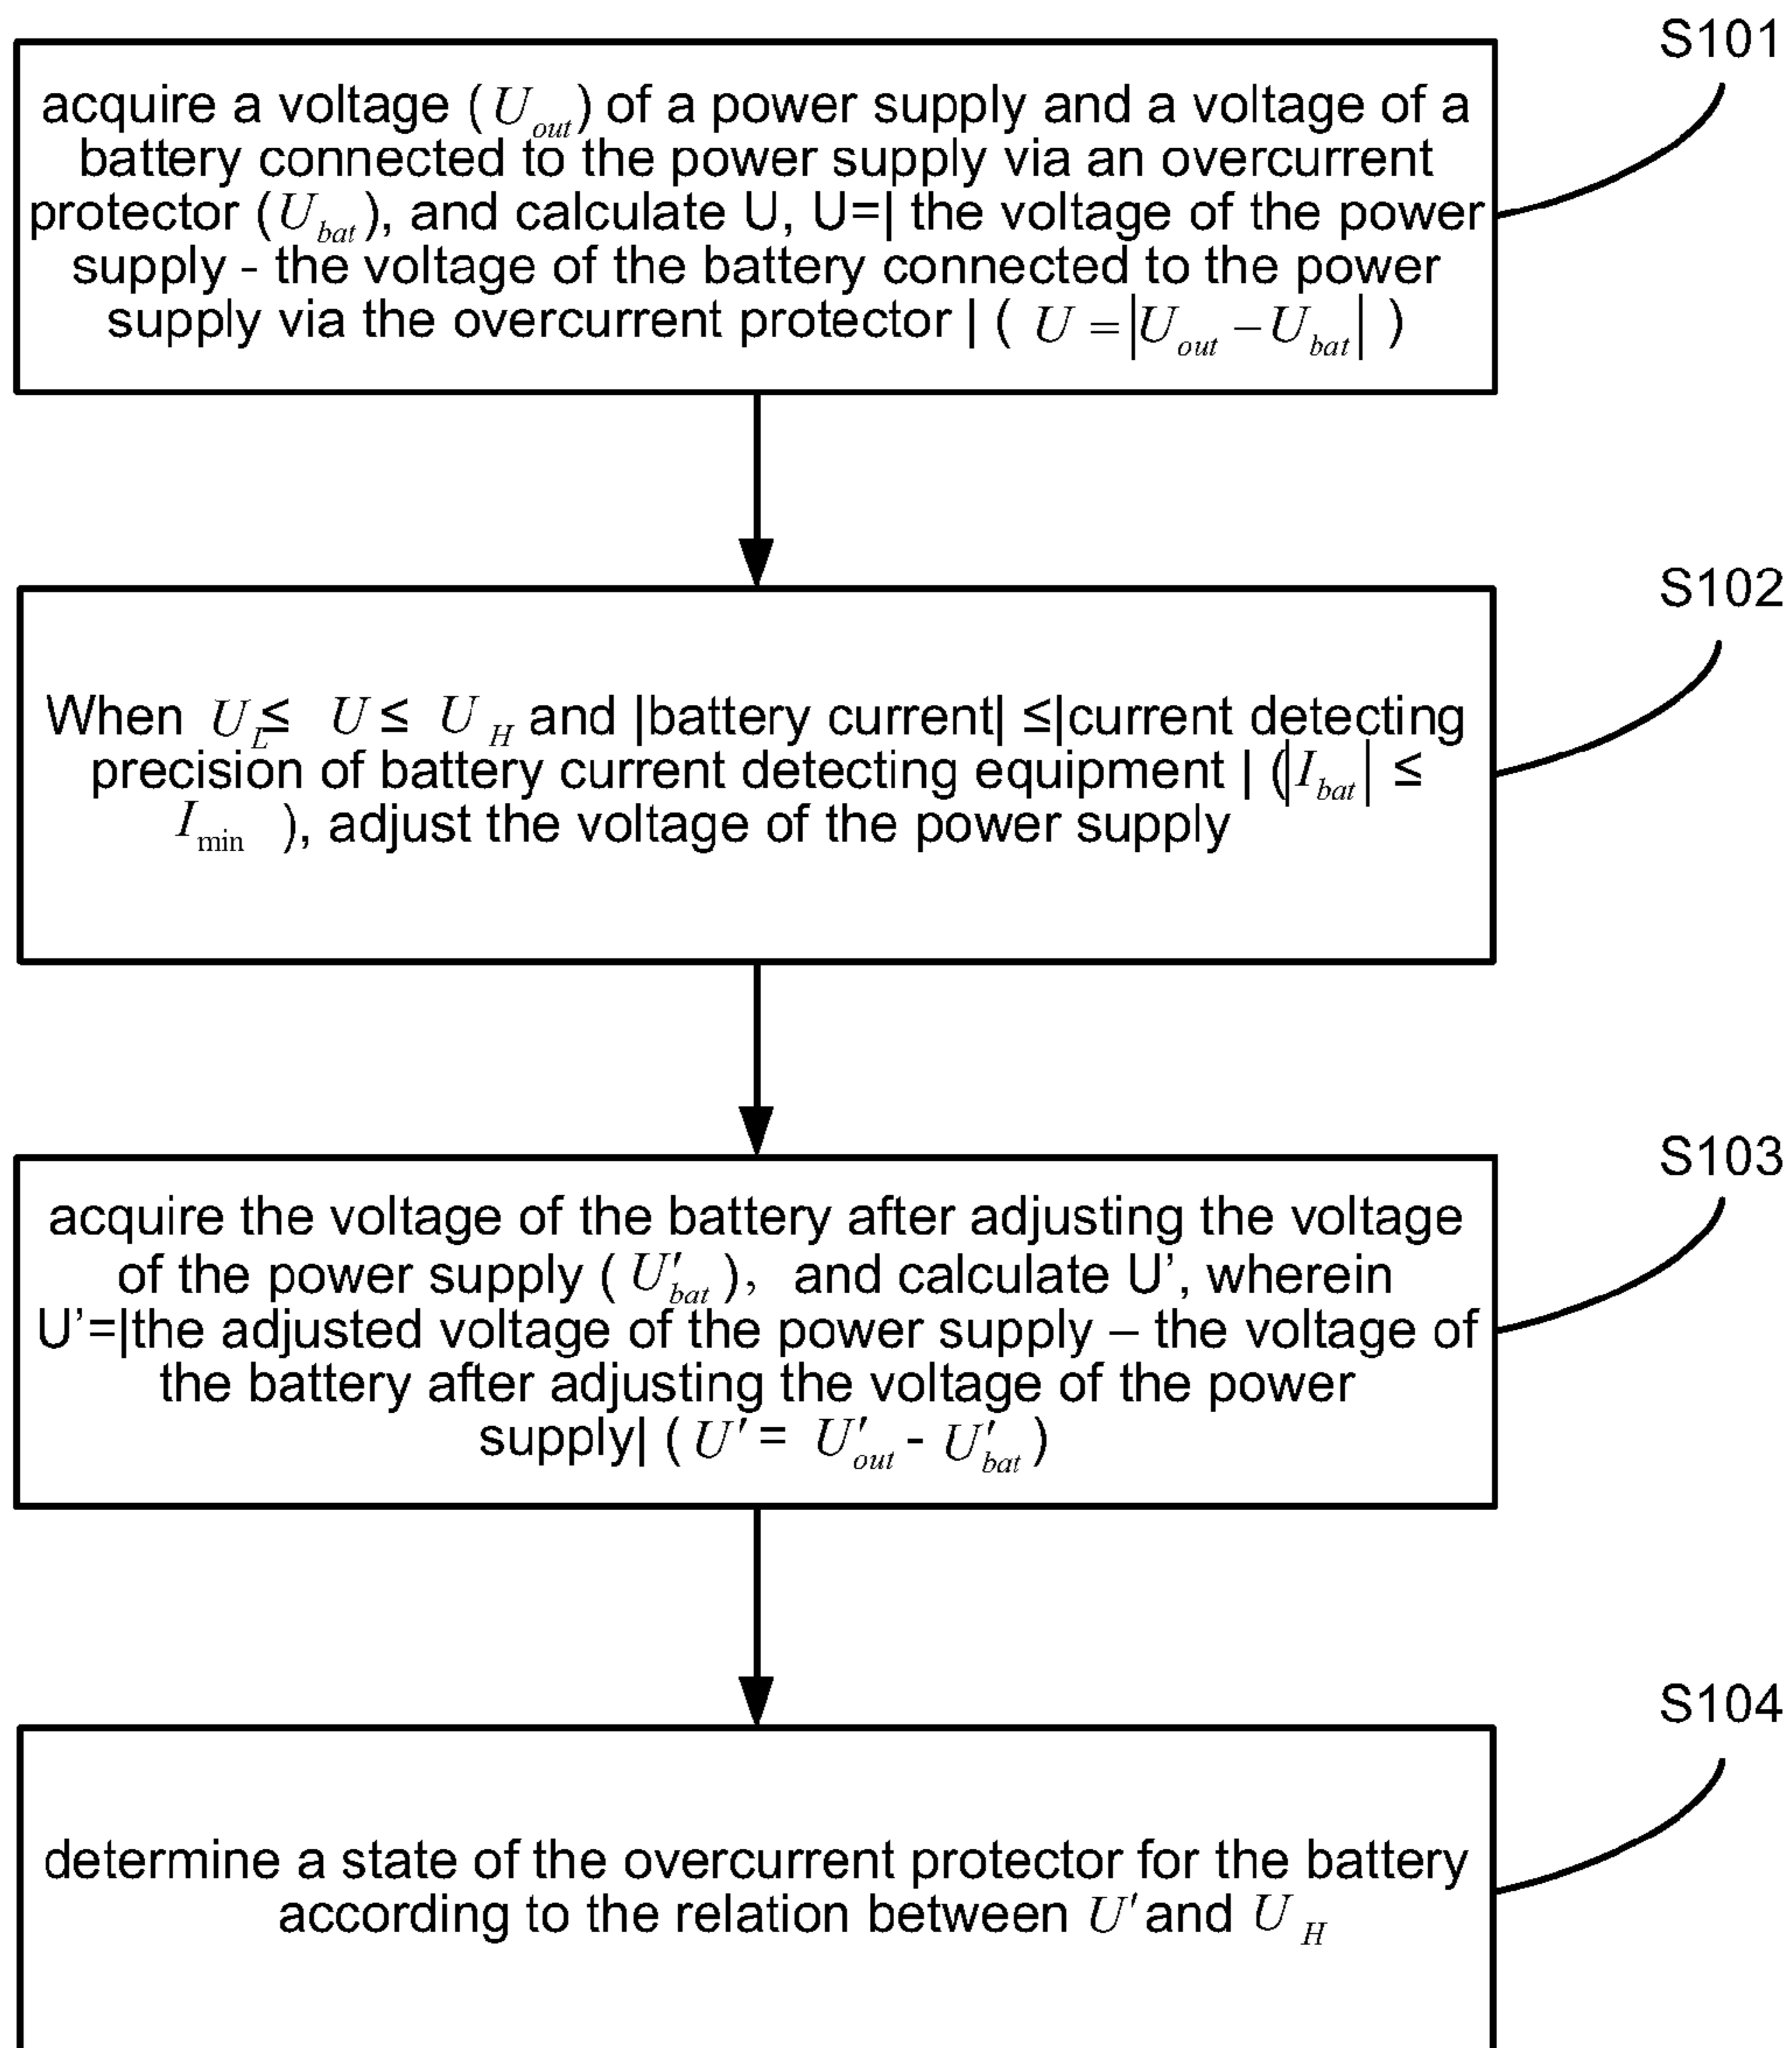 S101
acquire a voltage ( U_out ) of a power supply and a voltage of a
battery connected to the power supply via an overcurrent
protector ( U_bat ), and calculate U, U=| the voltage of the power
supply - the voltage of the battery connected to the power
supply via the overcurrent protector | ( U = |U_out – U_bat| )
S102
When U_L ≤ U ≤ U_H and |battery current| ≤|current detecting
precision of battery current detecting equipment | (|I_bat| ≤
I_min ), adjust the voltage of the power supply
S103
acquire the voltage of the battery after adjusting the voltage
of the power supply ( U′_bat ), and calculate U’, wherein
U’=|the adjusted voltage of the power supply – the voltage of
the battery after adjusting the voltage of the power
supply| ( U′ = U′_out - U′_bat )
S104
determine a state of the overcurrent protector for the battery
according to the relation between U′ and U_H